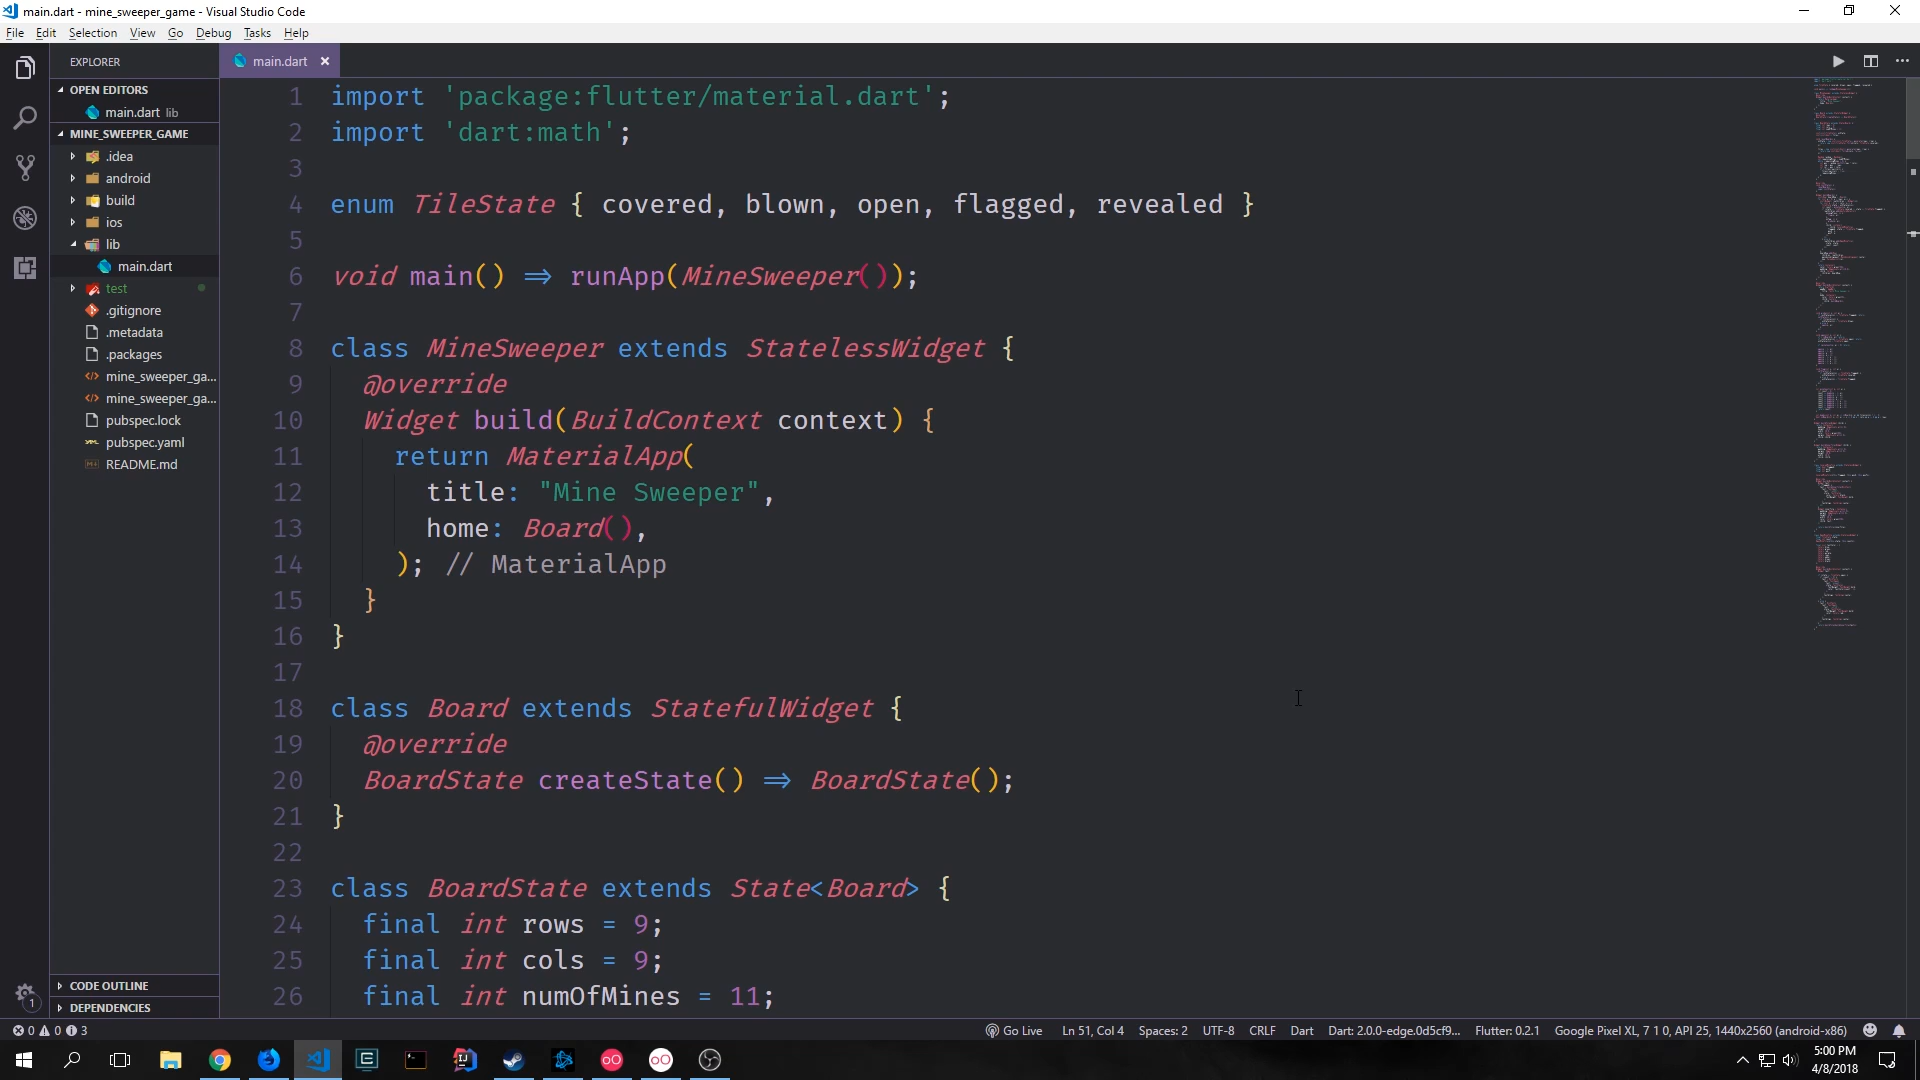 main.dart - mine_sweeper_game - Visual Studio Code
File Edit Selection View Go Debug Tasks Help
EXPLORER
OPEN EDITORS
main.dart lib
MINE_SWEEPER_GAME
.idea
android
build
ios
lib
main.dart
test
.gitignore
.metadata
.packages
mine_sweeper_ga...
mine_sweeper_ga...
pubspec.lock
pubspec.yaml
README.md
CODE OUTLINE
DEPENDENCIES
1
main.dart
1 import 'package:flutter/material.dart';
2 import 'dart:math';
3
4 enum TileState { covered, blown, open, flagged, revealed }
5
6 void main() => runApp(MineSweeper());
7
8 class MineSweeper extends StatelessWidget {
9 @override
10 Widget build(BuildContext context) {
11 return MaterialApp(
12 title: "Mine Sweeper",
13 home: Board(),
14 ); // MaterialApp
15 }
16 }
17
18 class Board extends StatefulWidget {
19 @override
20 BoardState createState() => BoardState();
21 }
22
23 class BoardState extends State<Board> {
24 final int rows = 9;
25 final int cols = 9;
26 final int numOfMines = 11;
0 0 3 Go Live Ln 51, Col 4 Spaces: 2 UTF-8 CRLF Dart Dart: 2.0.0-edge.0d5cf9... Flutter: 0.2.1 Google Pixel XL, 7 1 0, API 25, 1440x2560 (android-x86)
5:00 PM
4/8/2018